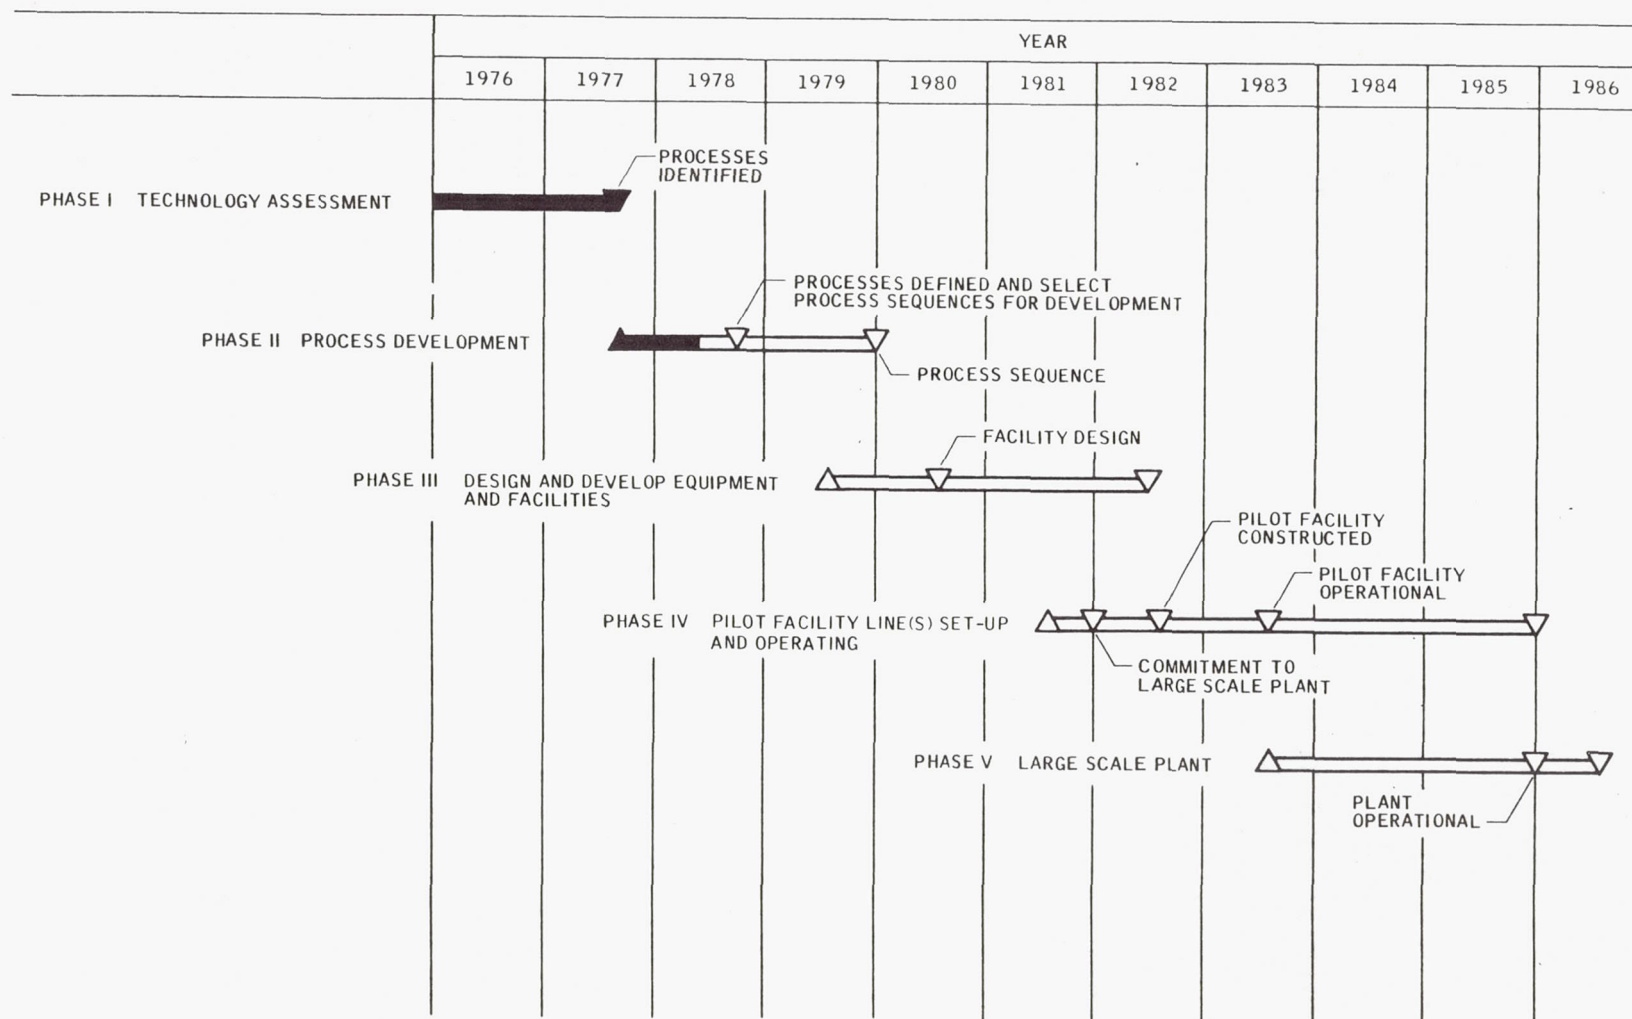 YEAR
1976 1977 1978 1979 1980 1981 1982 1983 1984 1985 1986
PROCESSES
IDENTIFIED
PHASE I TECHNOLOGY ASSESSMENT
PROCESSES DEFINED AND SELECT
PROCESS SEQUENCES FOR DEVELOPMENT
PHASE II PROCESS DEVELOPMENT
PROCESS SEQUENCE
FACILITY DESIGN
PHASE III DESIGN AND DEVELOP EQUIPMENT
AND FACILITIES
PILOT FACILITY
CONSTRUCTED
PILOT FACILITY
OPERATIONAL
PHASE IV PILOT FACILITY LINE(S) SET-UP
AND OPERATING
COMMITMENT TO
LARGE SCALE PLANT
PHASE V LARGE SCALE PLANT
PLANT
OPERATIONAL